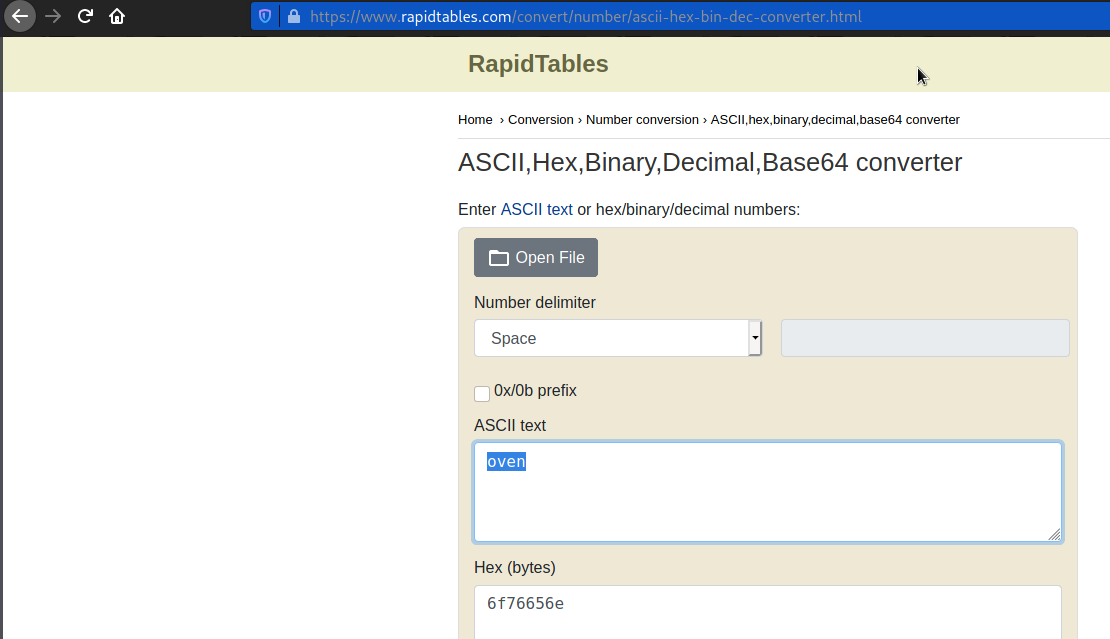 https://www.rapidtables.com/convert/number/ascii-hex-bin-dec-converter.html
RapidTables
Home › Conversion › Number conversion › ASCII,hex,binary,decimal,base64 converter
ASCII,Hex,Binary,Decimal,Base64 converter
Enter ASCII text or hex/binary/decimal numbers:
Open File
Number delimiter
Space
0x/0b prefix
ASCII text
oven
Hex (bytes)
6f76656e